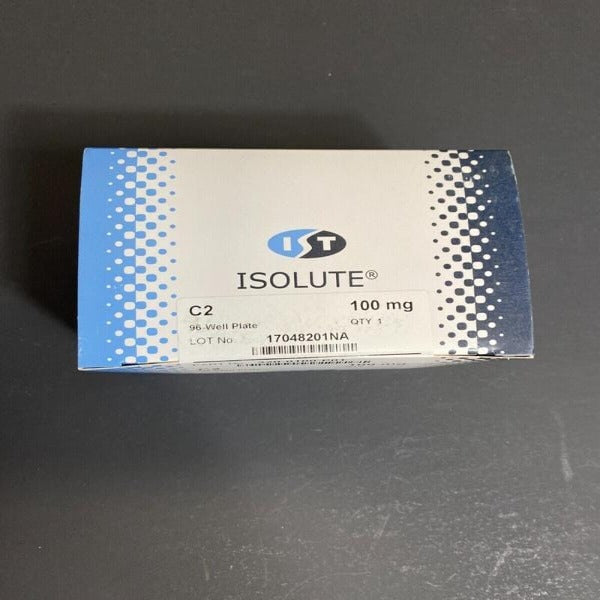 IST
ISOLUTE®
C2 100 mg
96-Well Plate QTY 1
LOT No. 17048201NA